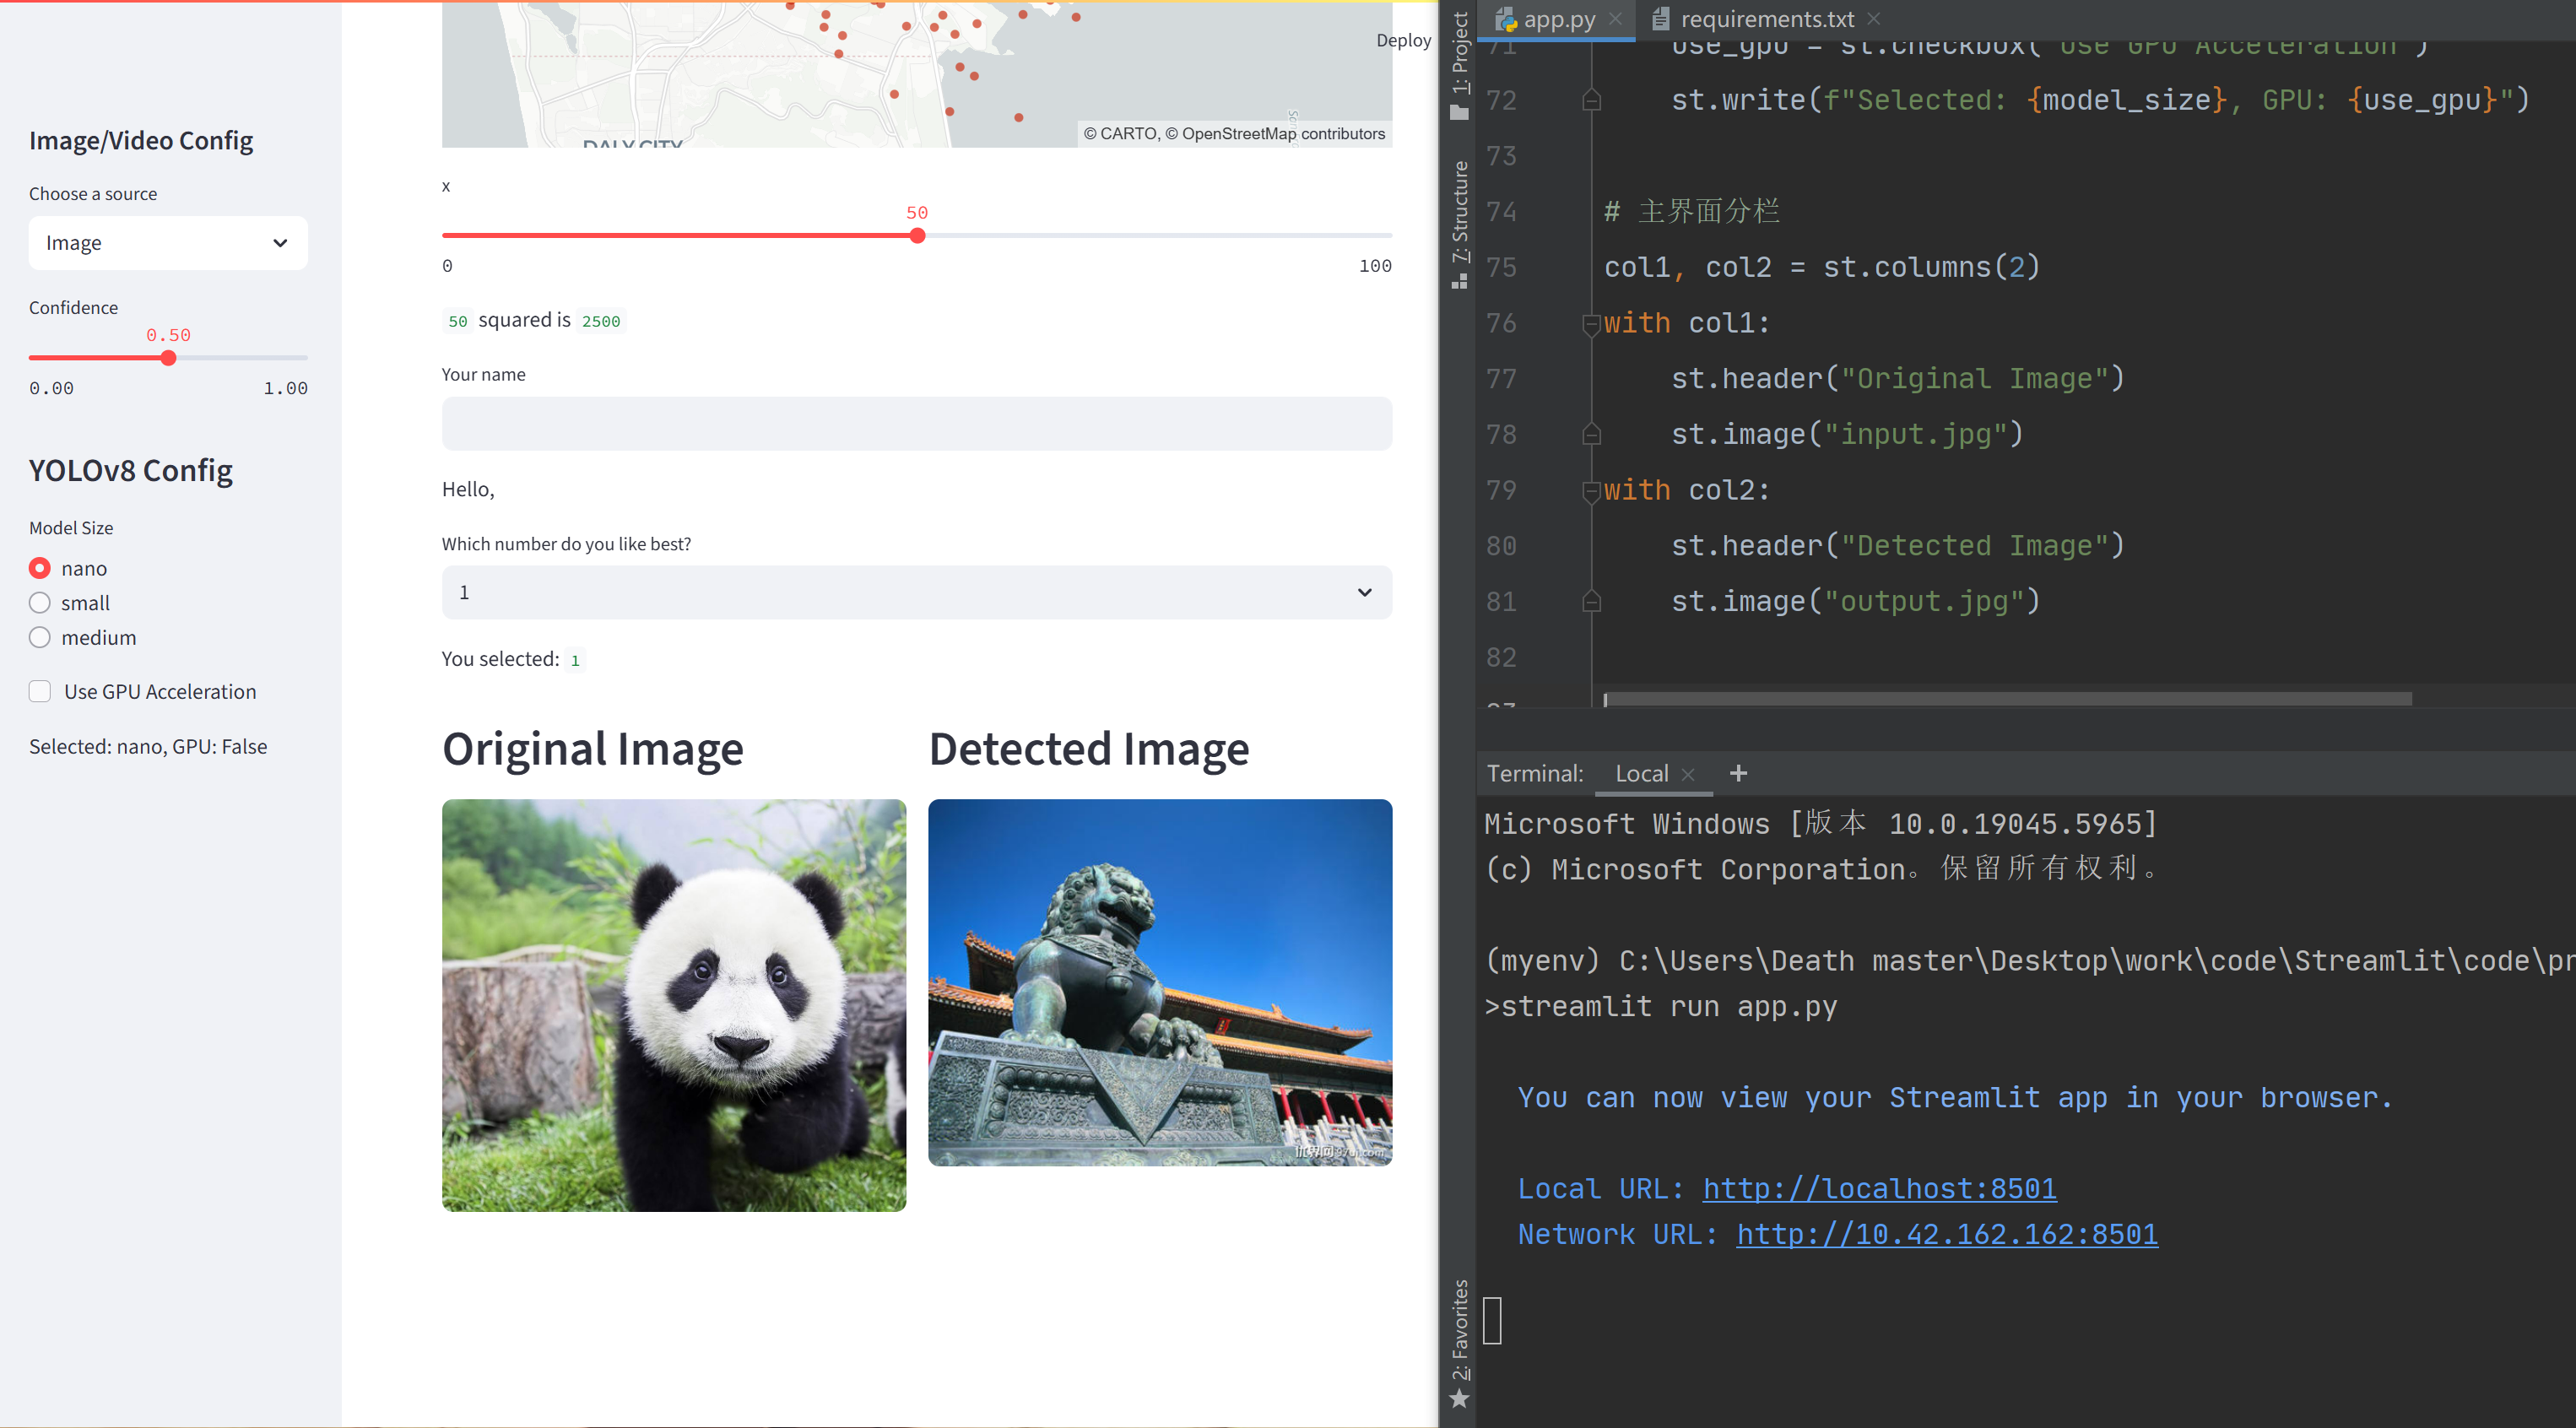 Deploy
Image/Video Config
Choose a source
Image
Confidence
0.50
0.00
1.00
YOLOv8 Config
Model Size
nano
small
medium
Use GPU Acceleration
Selected: nano, GPU: False
DALY CITY
© CARTO, © OpenStreetMap contributors
x
50
0
100
50 squared is 2500
Your name
Hello,
Which number do you like best?
1
You selected: 1
Original Image
Detected Image
1: Project
7: Structure
2: Favorites
app.py
requirements.txt
71 use_gpu = st.checkbox("Use GPU Acceleration")
72 st.write(f"Selected: {model_size}, GPU: {use_gpu}")
73
74 # 主界面分栏
75 col1, col2 = st.columns(2)
76 with col1:
77 st.header("Original Image")
78 st.image("input.jpg")
79 with col2:
80 st.header("Detected Image")
81 st.image("output.jpg")
82
Terminal: Local
Microsoft Windows [版本 10.0.19045.5965]
(c) Microsoft Corporation。保留所有权利。
(myenv) C:\Users\Death master\Desktop\work\code\Streamlit\code\pr
>streamlit run app.py
You can now view your Streamlit app in your browser.
Local URL: http://localhost:8501
Network URL: http://10.42.162.162:8501